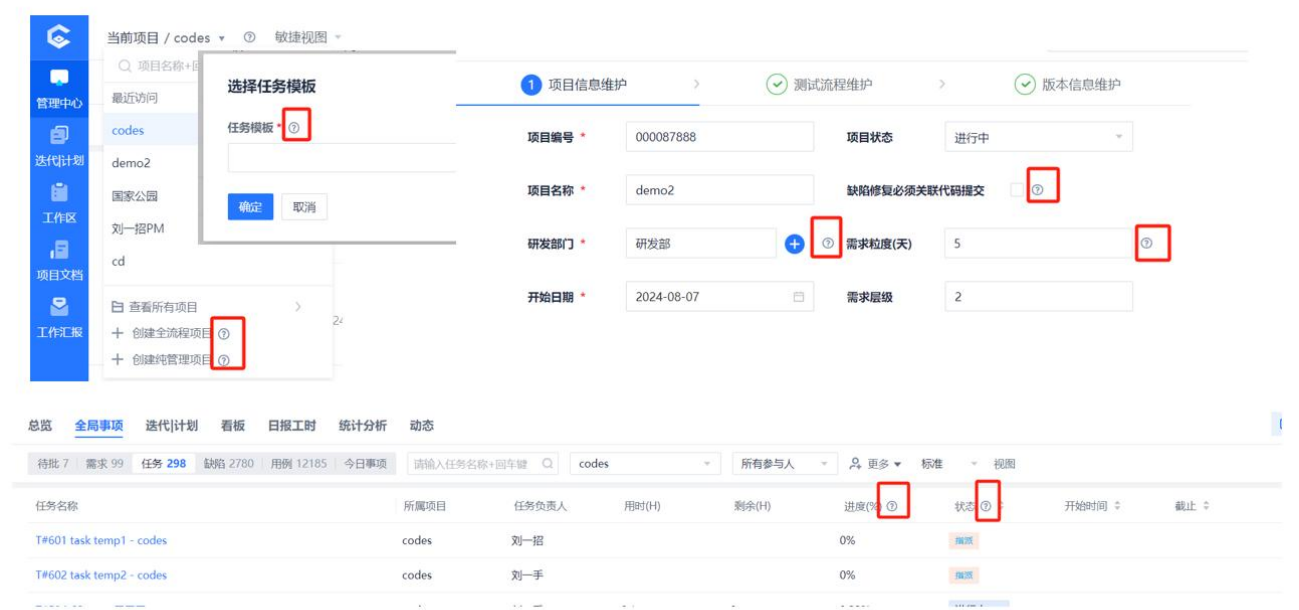 当前项目 / codes
敏捷视图
项目名称+回
最近访问
codes
demo2
国家公园
刘一招PM
cd
查看所有项目
创建全流程项目
创建纯管理项目
管理中心
迭代|计划
工作区
项目文档
工作汇报
选择任务模板
任务模板 *
确定 取消
24
1 项目信息维护
测试流程维护
版本信息维护
项目编号 * 000087888 项目状态 进行中
项目名称 * demo2 缺陷修复必须关联代码提交
研发部门 * 研发部 需求粒度(天) 5
开始日期 * 2024-08-07 需求层级 2
总览 全局事项 迭代|计划 看板 日报工时 统计分析 动态
待批 7 需求 99 任务 298 缺陷 2780 用例 12185 今日事项 请输入任务名称+回车键 codes 所有参与人 更多 标准 视图
任务名称 所属项目 任务负责人 用时(H) 剩余(H) 进度(%) 状态 开始时间 截止
T#601 task temp1 - codes codes 刘一招 0% 指派
T#602 task temp2 - codes codes 刘一手 0% 指派